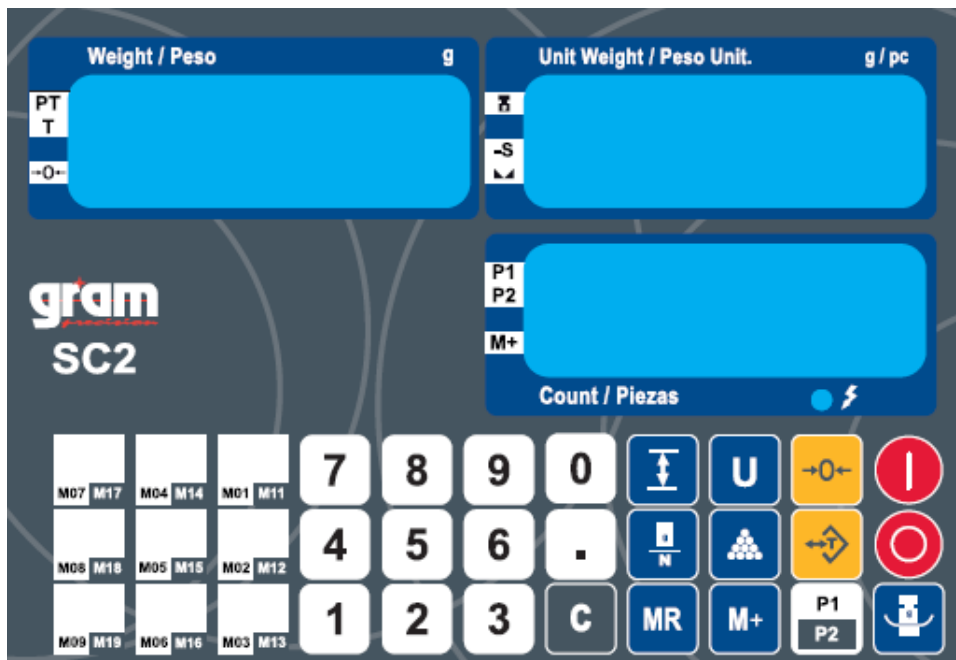 Weight / Peso g
PT
T
→0←
Unit Weight / Peso Unit. g / pc
-S
P1
P2
M+
Count / Piezas
gram
precision
SC2
M07 M17 M04 M14 M01 M11
7 8 9 0 U →0←
M08 M18 M05 M15 M02 M12
4 5 6 . N T
M09 M19 M06 M16 M03 M13
1 2 3 C MR M+ P1
P2